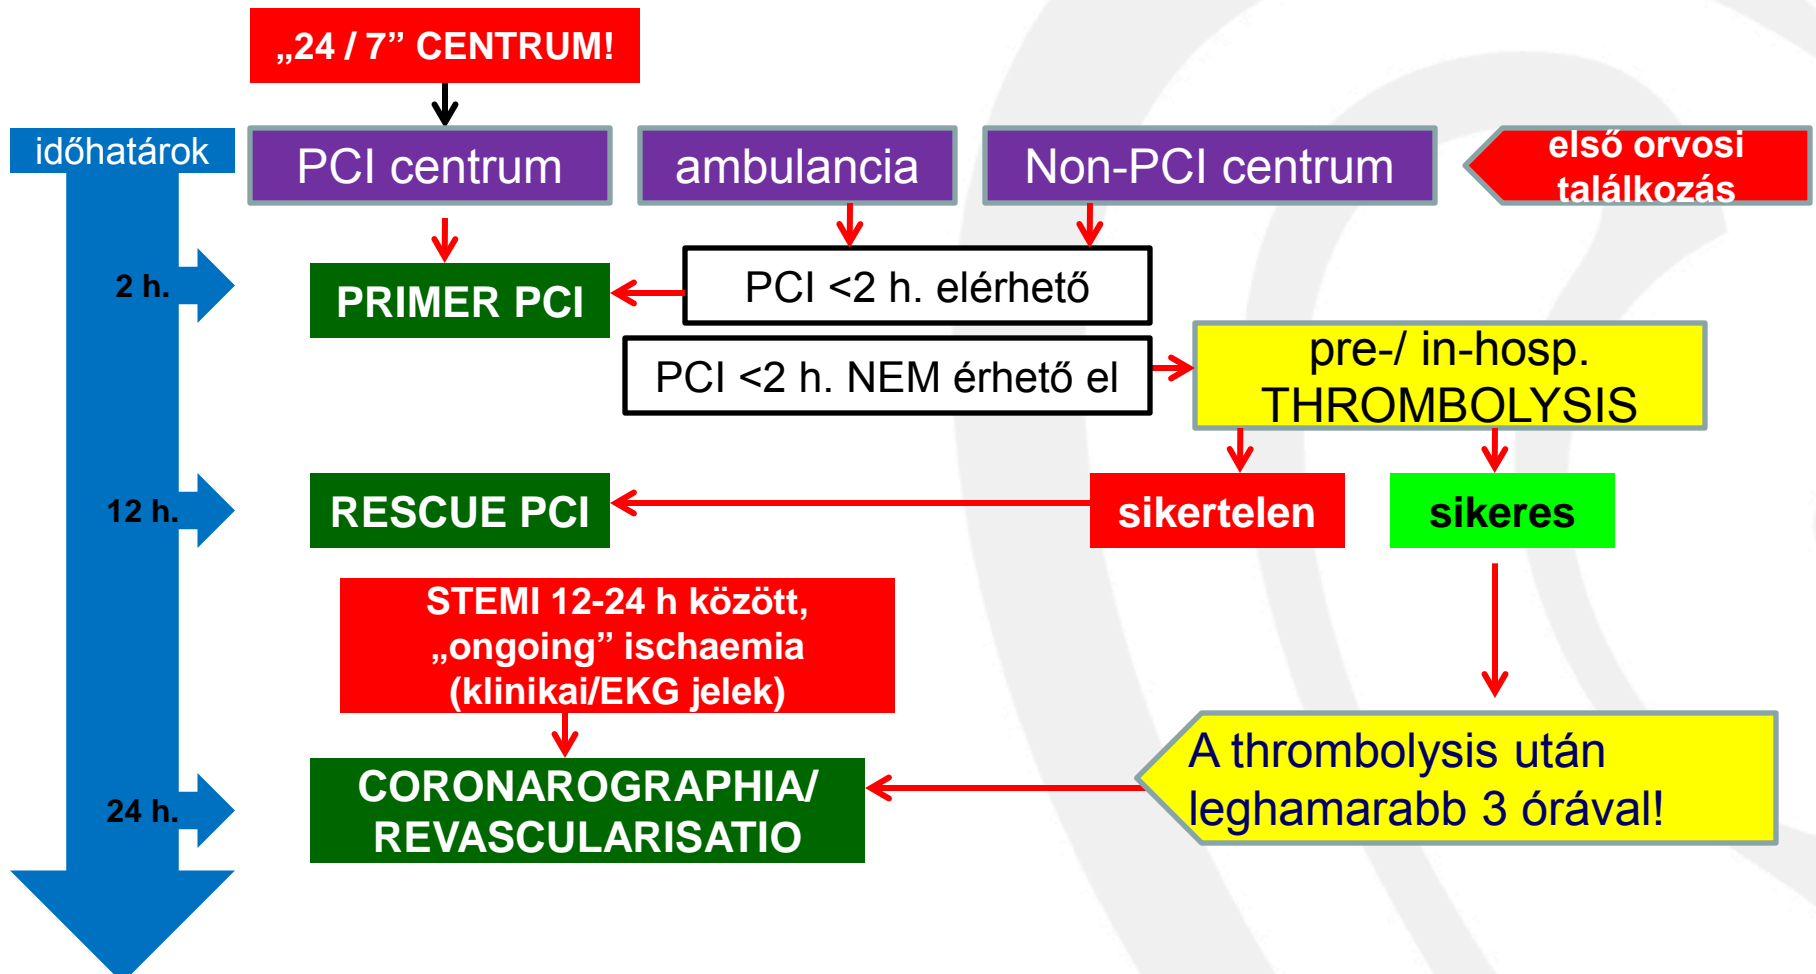 „24 / 7” CENTRUM!
időhatárok
PCI centrum
ambulancia
Non-PCI centrum
első orvosi
találkozás
2 h.
PRIMER PCI
PCI <2 h. elérhető
PCI <2 h. NEM érhető el
pre-/ in-hosp.
THROMBOLYSIS
12 h.
RESCUE PCI
sikertelen
sikeres
STEMI 12-24 h között,
„ongoing” ischaemia
(klinikai/EKG jelek)
24 h.
CORONAROGRAPHIA/
REVASCULARISATIO
A thrombolysis után
leghamarabb 3 órával!